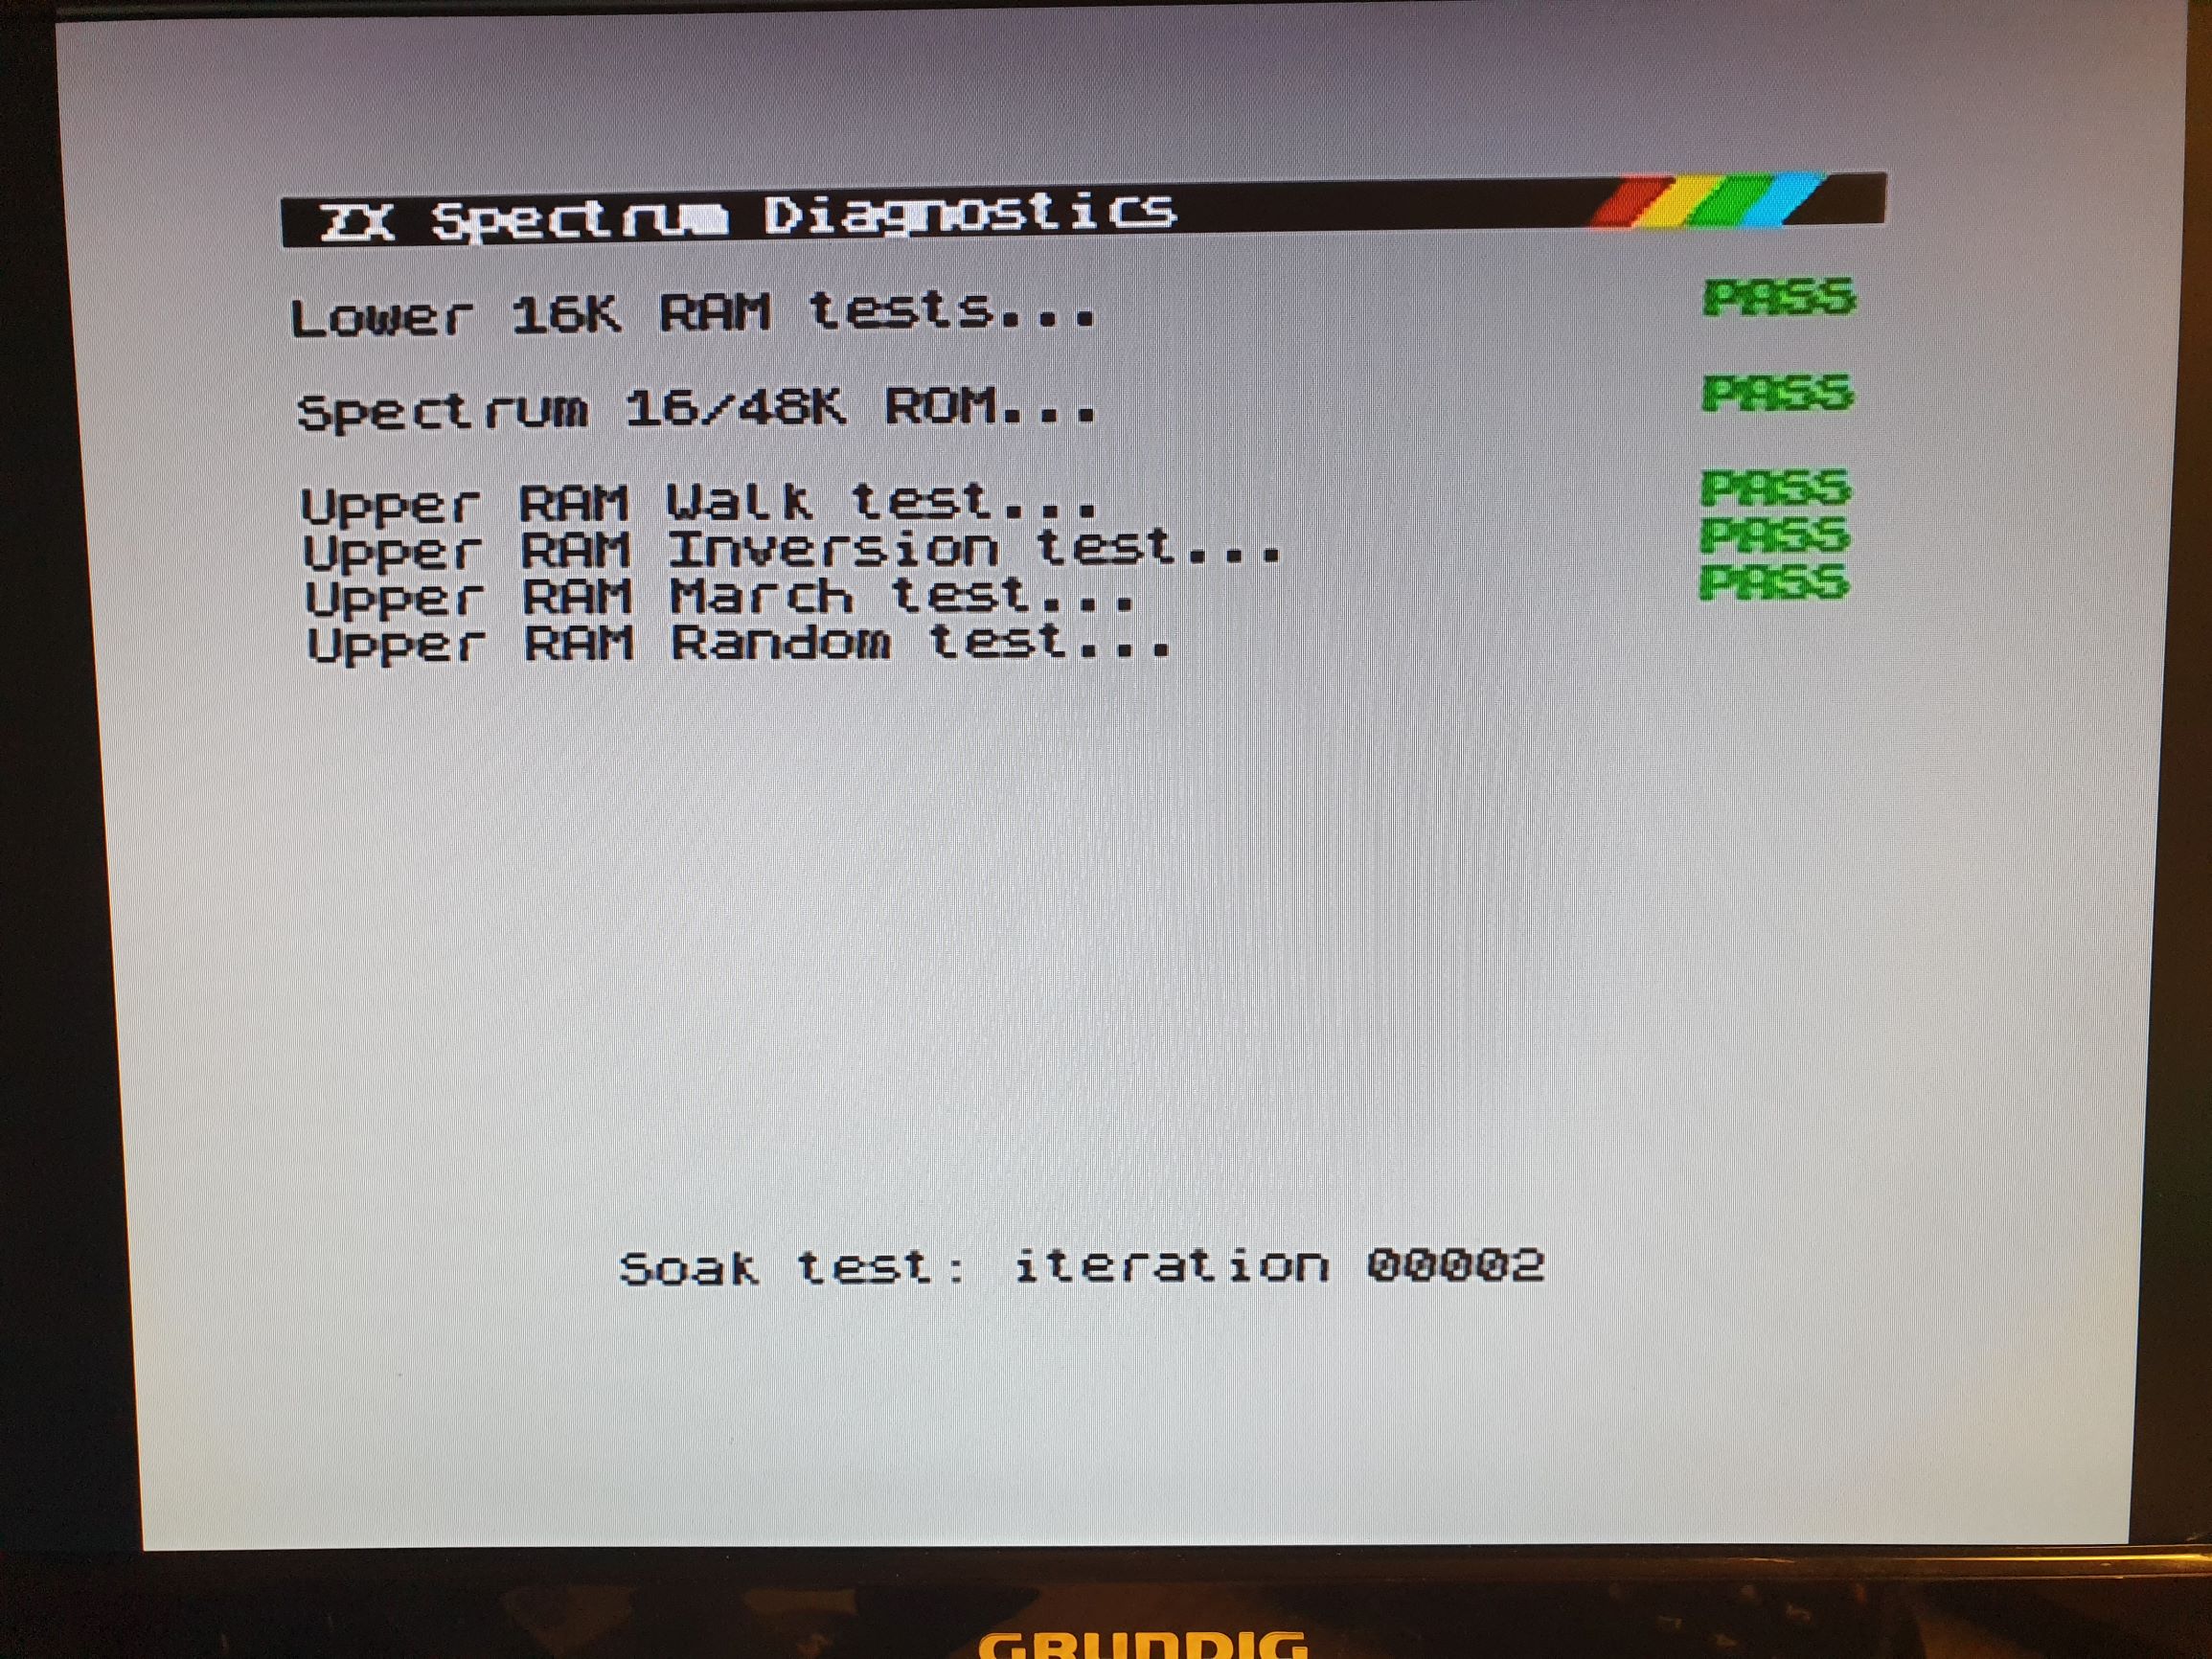 ZX Spectrum Diagnostics
Lower 16K RAM tests... PASS
Spectrum 16/48K ROM... PASS
Upper RAM Walk test... PASS
Upper RAM Inversion test... PASS
Upper RAM March test... PASS
Upper RAM Random test...
Soak test: iteration 00002
GRUNDIG